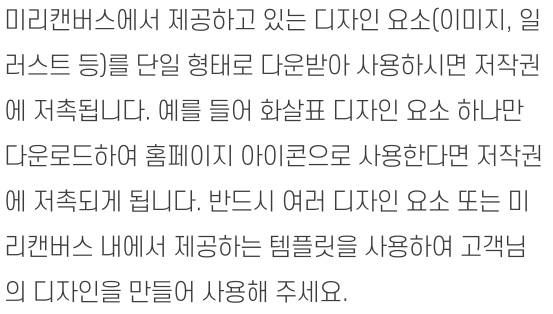 미리캔버스에서 제공하고 있는 디자인 요소(이미지, 일
러스트 등)를 단일 형태로 다운받아 사용하시면 저작권
에 저촉됩니다. 예를 들어 화살표 디자인 요소 하나만
다운로드하여 홈페이지 아이콘으로 사용한다면 저작권
에 저촉되게 됩니다. 반드시 여러 디자인 요소 또는 미
리캔버스 내에서 제공하는 템플릿을 사용하여 고객님
의 디자인을 만들어 사용해 주세요.